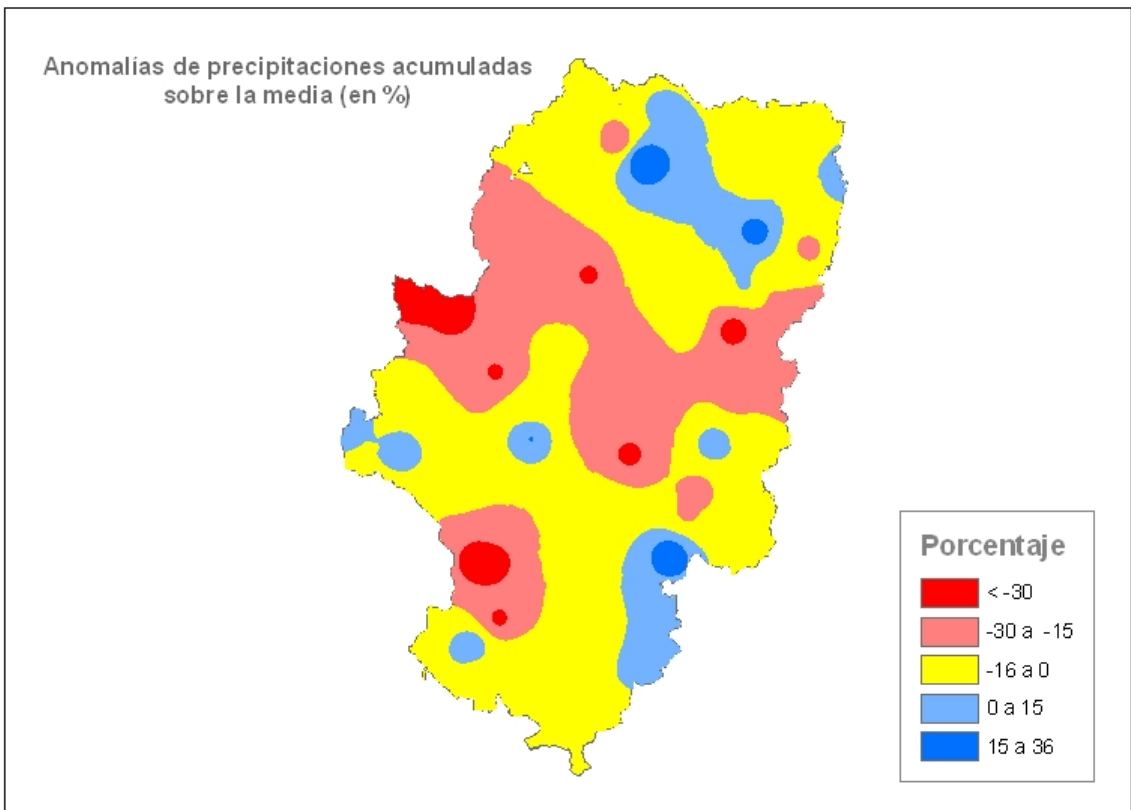 Anomalías de precipitaciones acumuladas
sobre la media (en %)
Porcentaje
< -30
-30 a -15
-16 a 0
0 a 15
15 a 36